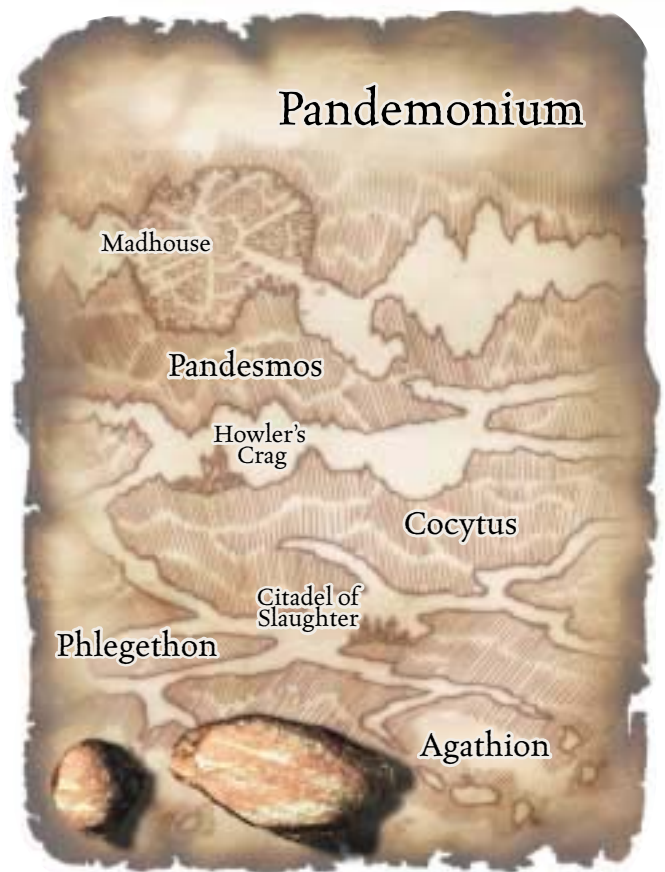 Pandemonium
Madhouse
Pandesmos
Howler's
Crag
Cocytus
Citadel of
Slaughter
Phlegethon
Agathion